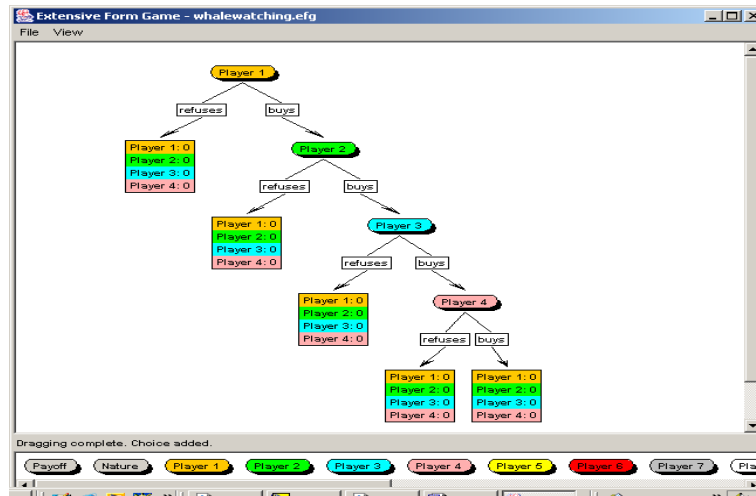 Extensive Form Game - whalewatching.efg
File View
Player 1
refuses buys
Player 1: 0
Player 2: 0
Player 3: 0
Player 4: 0
Player 2
refuses buys
Player 1: 0
Player 2: 0
Player 3: 0
Player 4: 0
Player 3
refuses buys
Player 1: 0
Player 2: 0
Player 3: 0
Player 4: 0
Player 4
refuses buys
Player 1: 0 Player 1: 0
Player 2: 0 Player 2: 0
Player 3: 0 Player 3: 0
Player 4: 0 Player 4: 0
Dragging complete. Choice added.
Payoff Nature Player 1 Player 2 Player 3 Player 4 Player 5 Player 6 Player 7